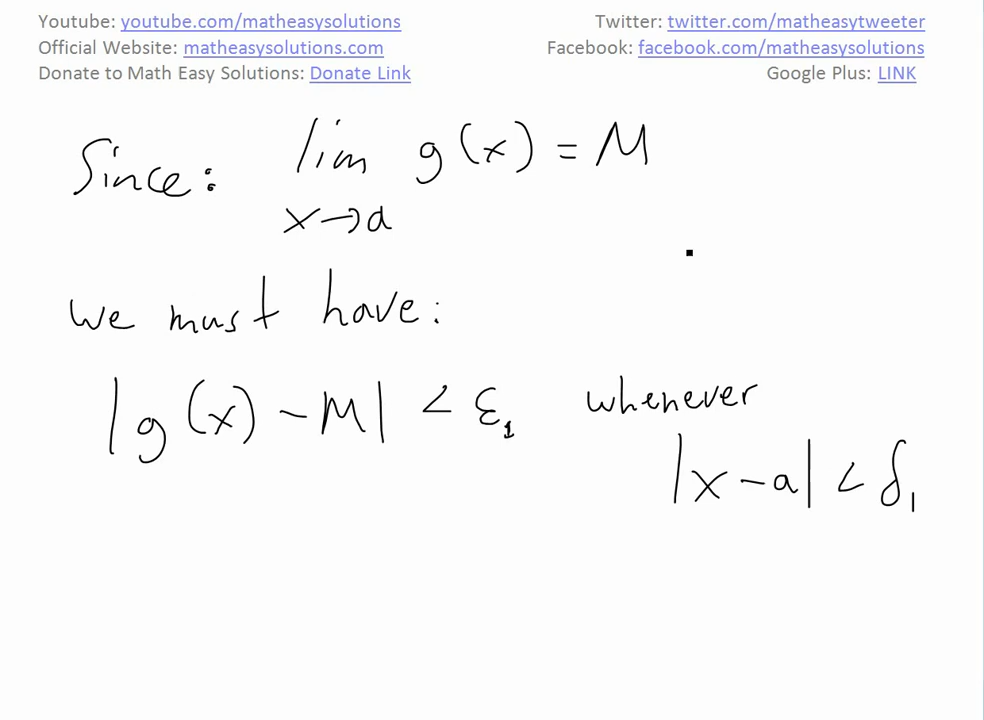 Youtube: youtube.com/matheasysolutions Twitter: twitter.com/matheasytweeter
Official Website: matheasysolutions.com Facebook: facebook.com/matheasysolutions
Donate to Math Easy Solutions: Donate Link Google Plus: LINK
Since: lim g(x) = M
x→a
we must have:
|g(x) - M| < ε₁ whenever
|x - a| < δ₁